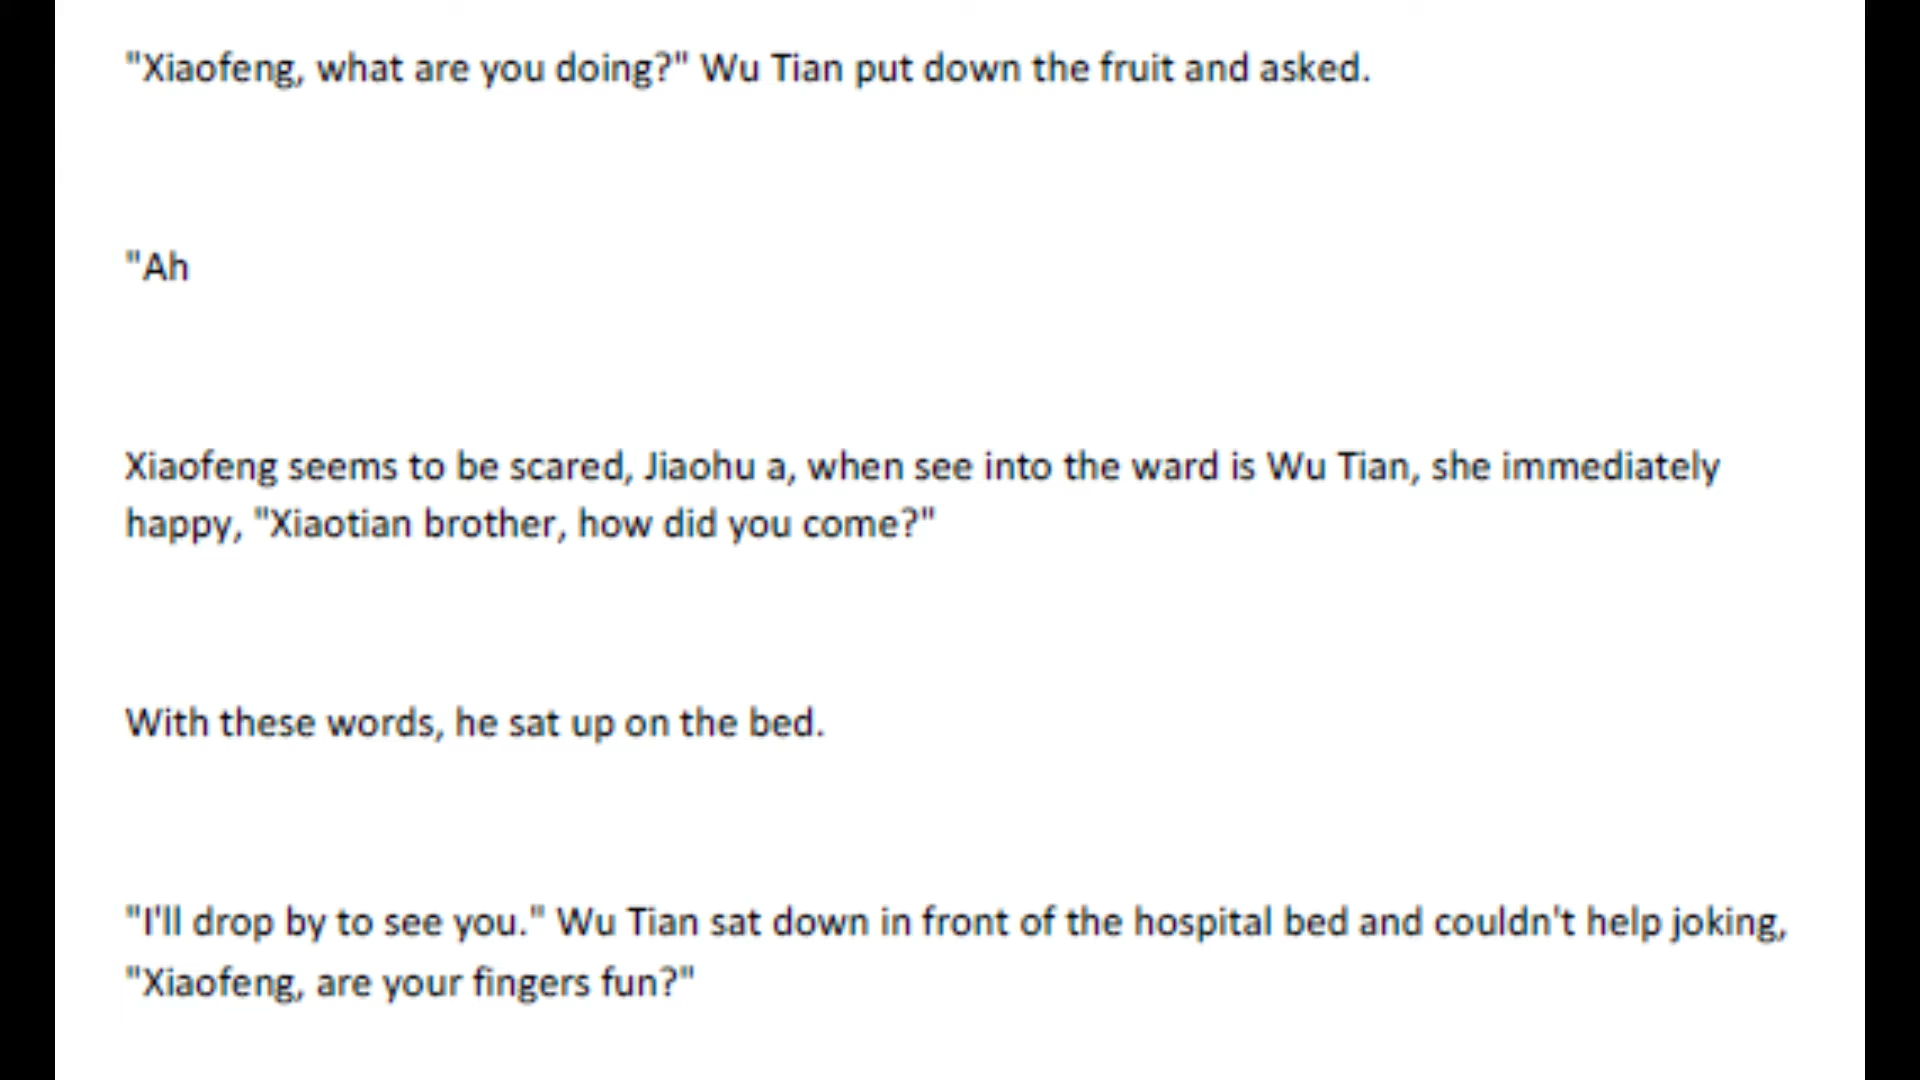 "Xiaofeng, what are you doing?" Wu Tian put down the fruit and asked.
"Ah
Xiaofeng seems to be scared, Jiaohu a, when see into the ward is Wu Tian, she immediately
happy, "Xiaotian brother, how did you come?"
With these words, he sat up on the bed.
"I'll drop by to see you." Wu Tian sat down in front of the hospital bed and couldn't help joking,
"Xiaofeng, are your fingers fun?"